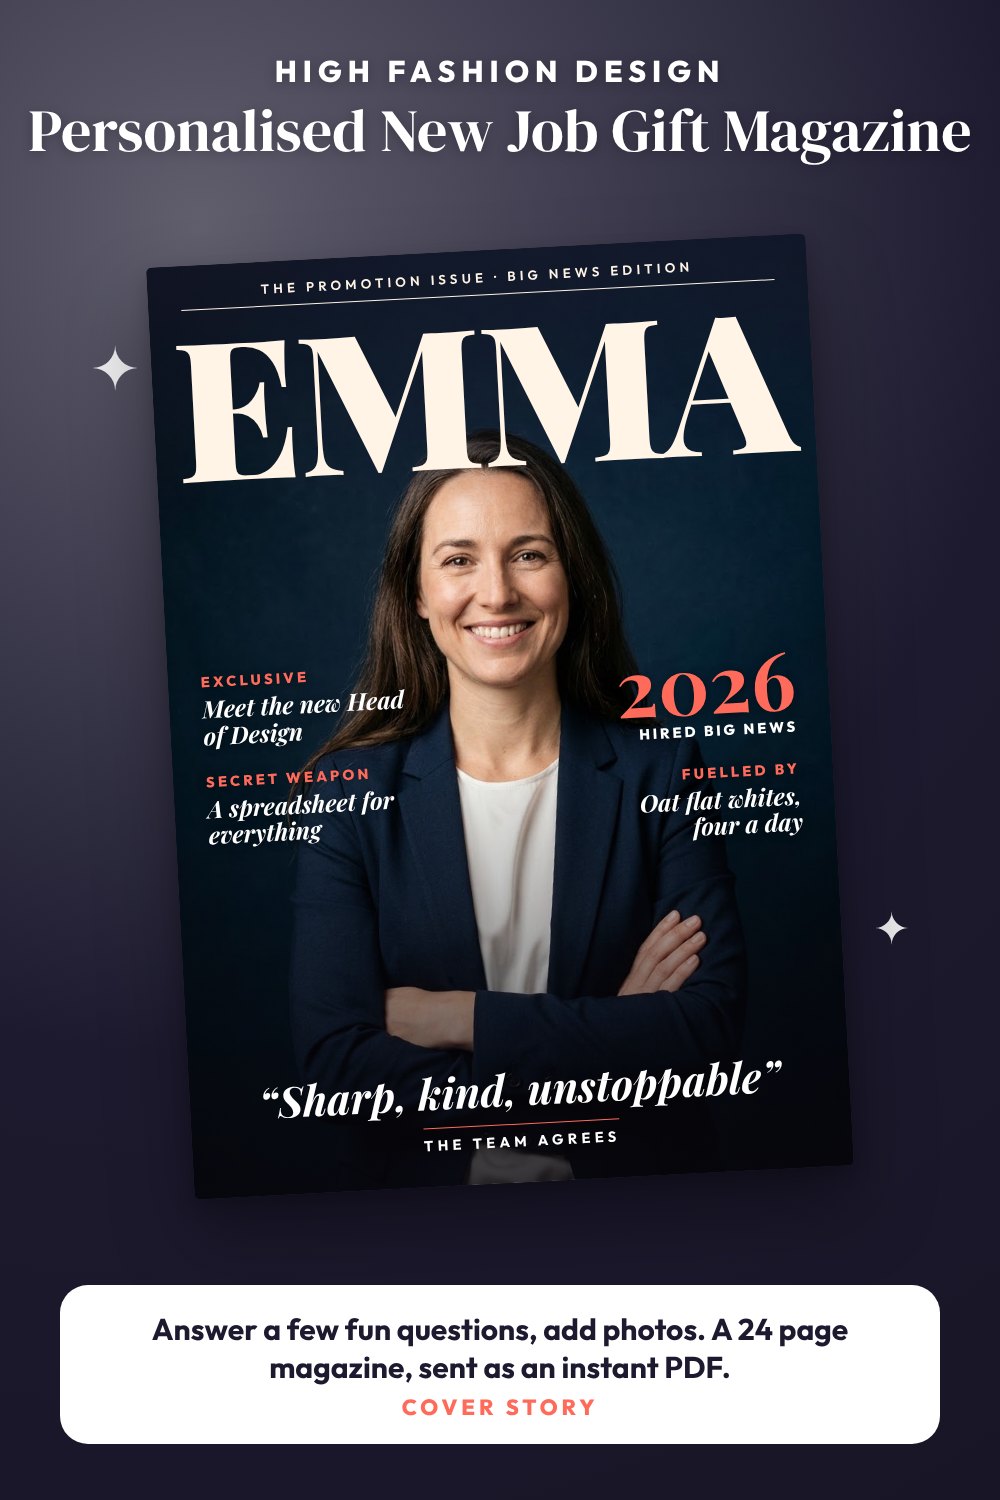 HIGH FASHION DESIGN
Personalised New Job Gift Magazine
THE PROMOTION ISSUE · BIG NEWS EDITION
EMMA
EXCLUSIVE
Meet the new Head
of Design
SECRET WEAPON
A spreadsheet for
everything
2026
HIRED BIG NEWS
FUELLED BY
Oat flat whites,
four a day
“Sharp, kind, unstoppable”
THE TEAM AGREES
Answer a few fun questions, add photos. A 24 page
magazine, sent as an instant PDF.
COVER STORY